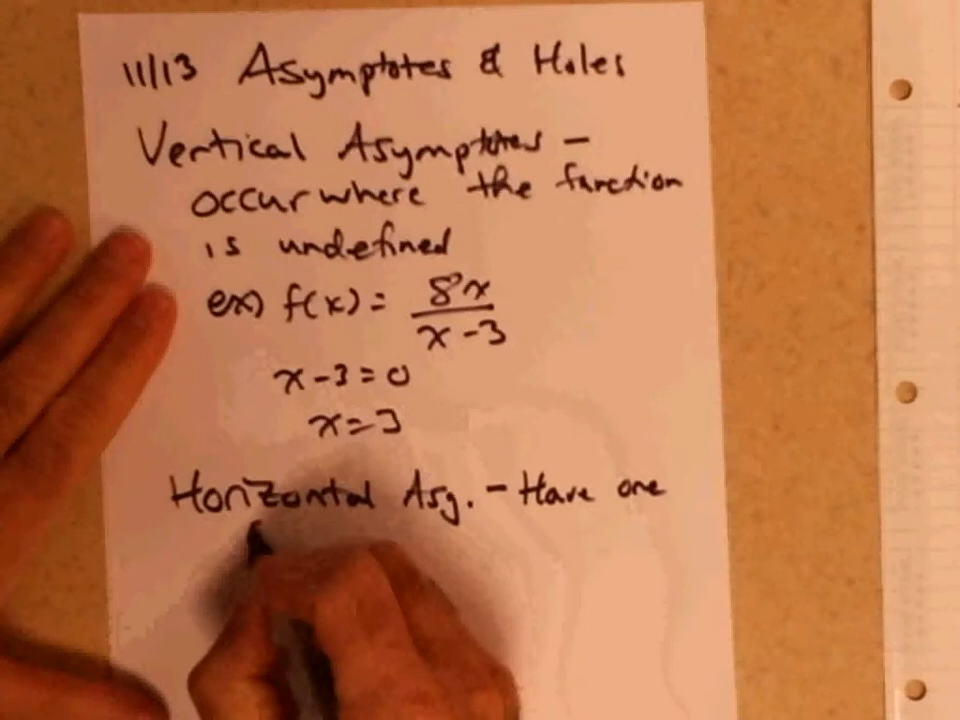 11/13 Asymptotes & Holes
Vertical Asymptotes –
occur where the function
is undefined
ex) f(x) = 8x / x-3
x-3=0
x=3
Horizontal Asy. - Have one